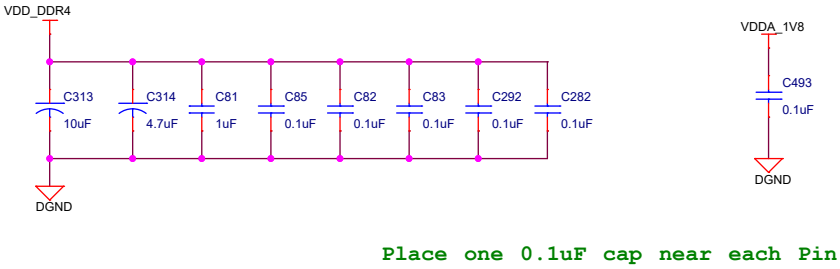 VDD_DDR4
VDDA_1V8
C313 C314 C81 C85 C82 C83 C292 C282
10uF 4.7uF 1uF 0.1uF 0.1uF 0.1uF 0.1uF 0.1uF
C493
0.1uF
DGND
DGND
Place one 0.1uF cap near each Pin